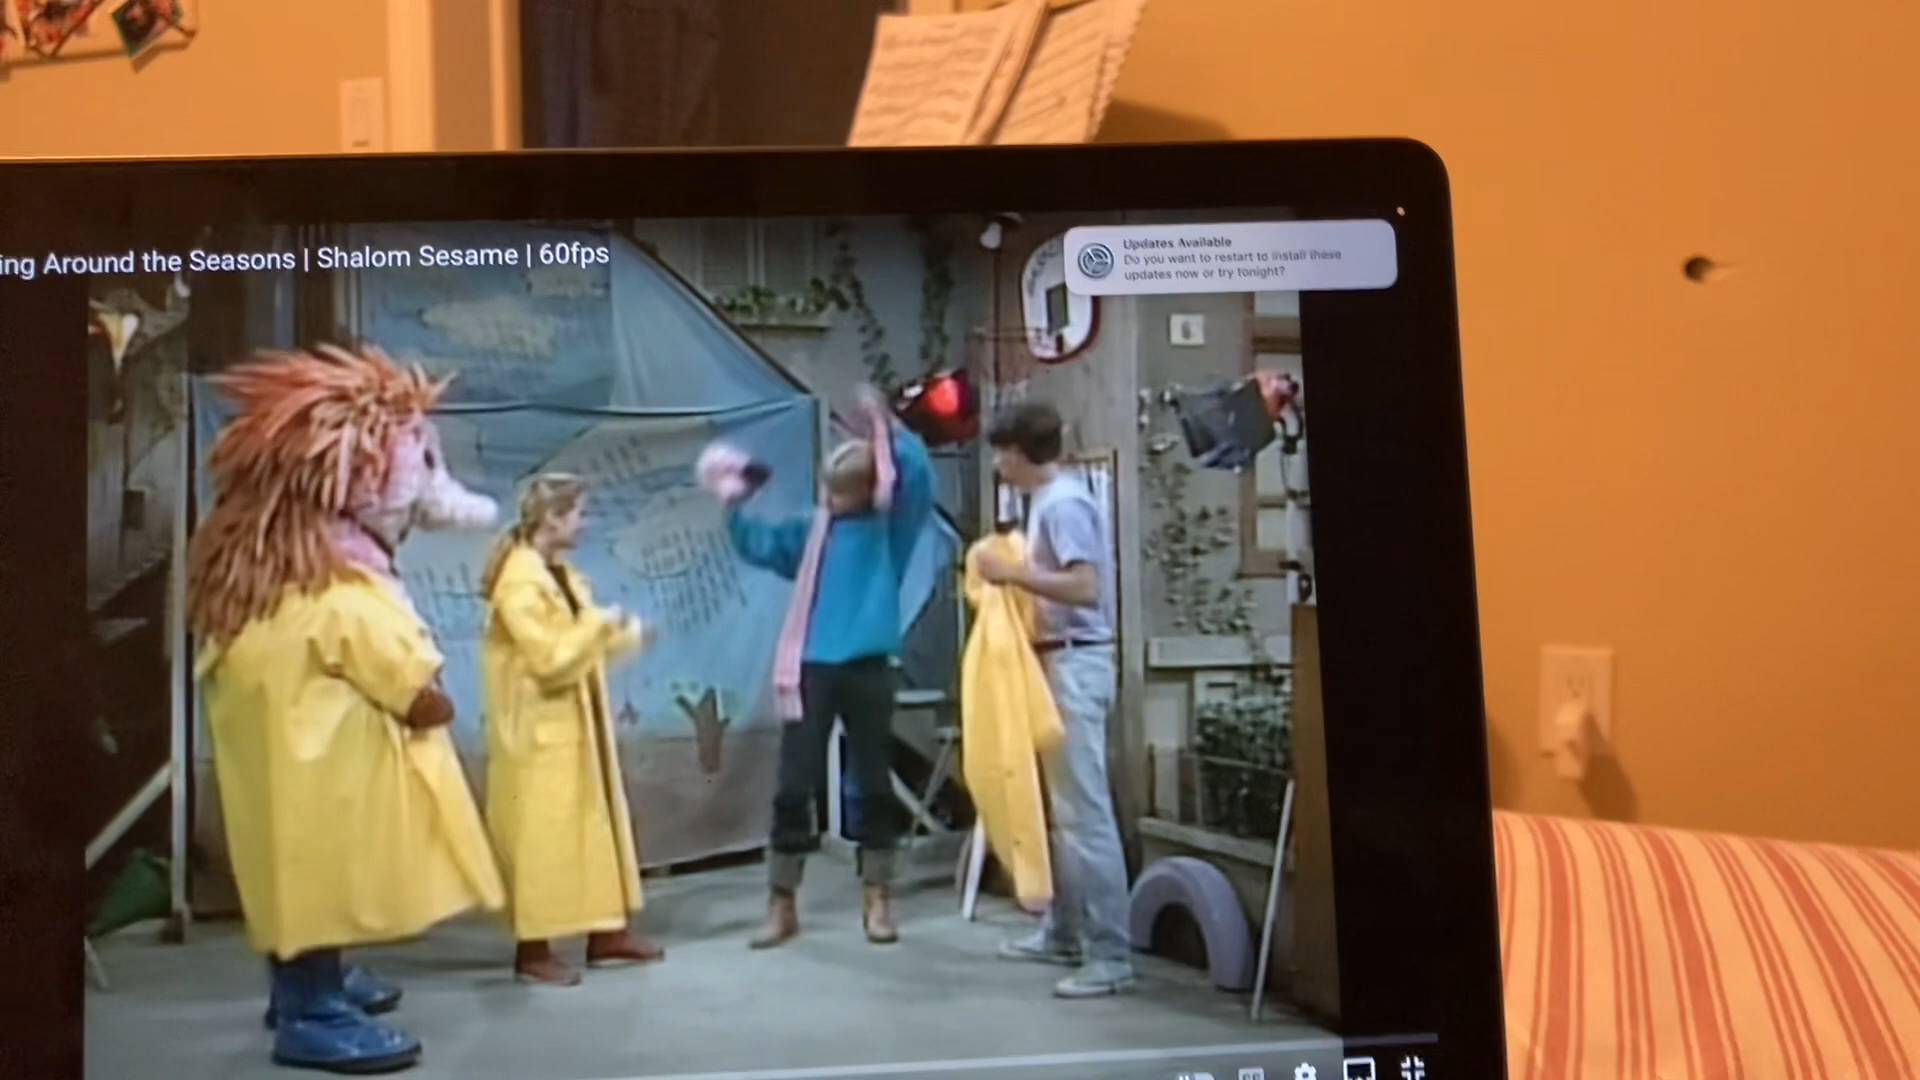 ing Around the Seasons | Shalom Sesame | 60fps
Updates Available
Do you want to restart to install these
updates now or try tonight?